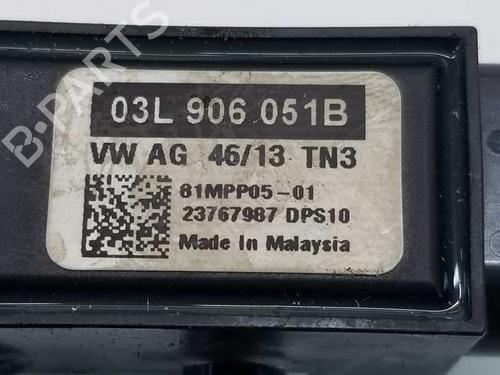 03L 906 051B
VW AG 46/13 TN3
81MPP05-01
23767987 DPS10
Made In Malaysia
B-PARTS